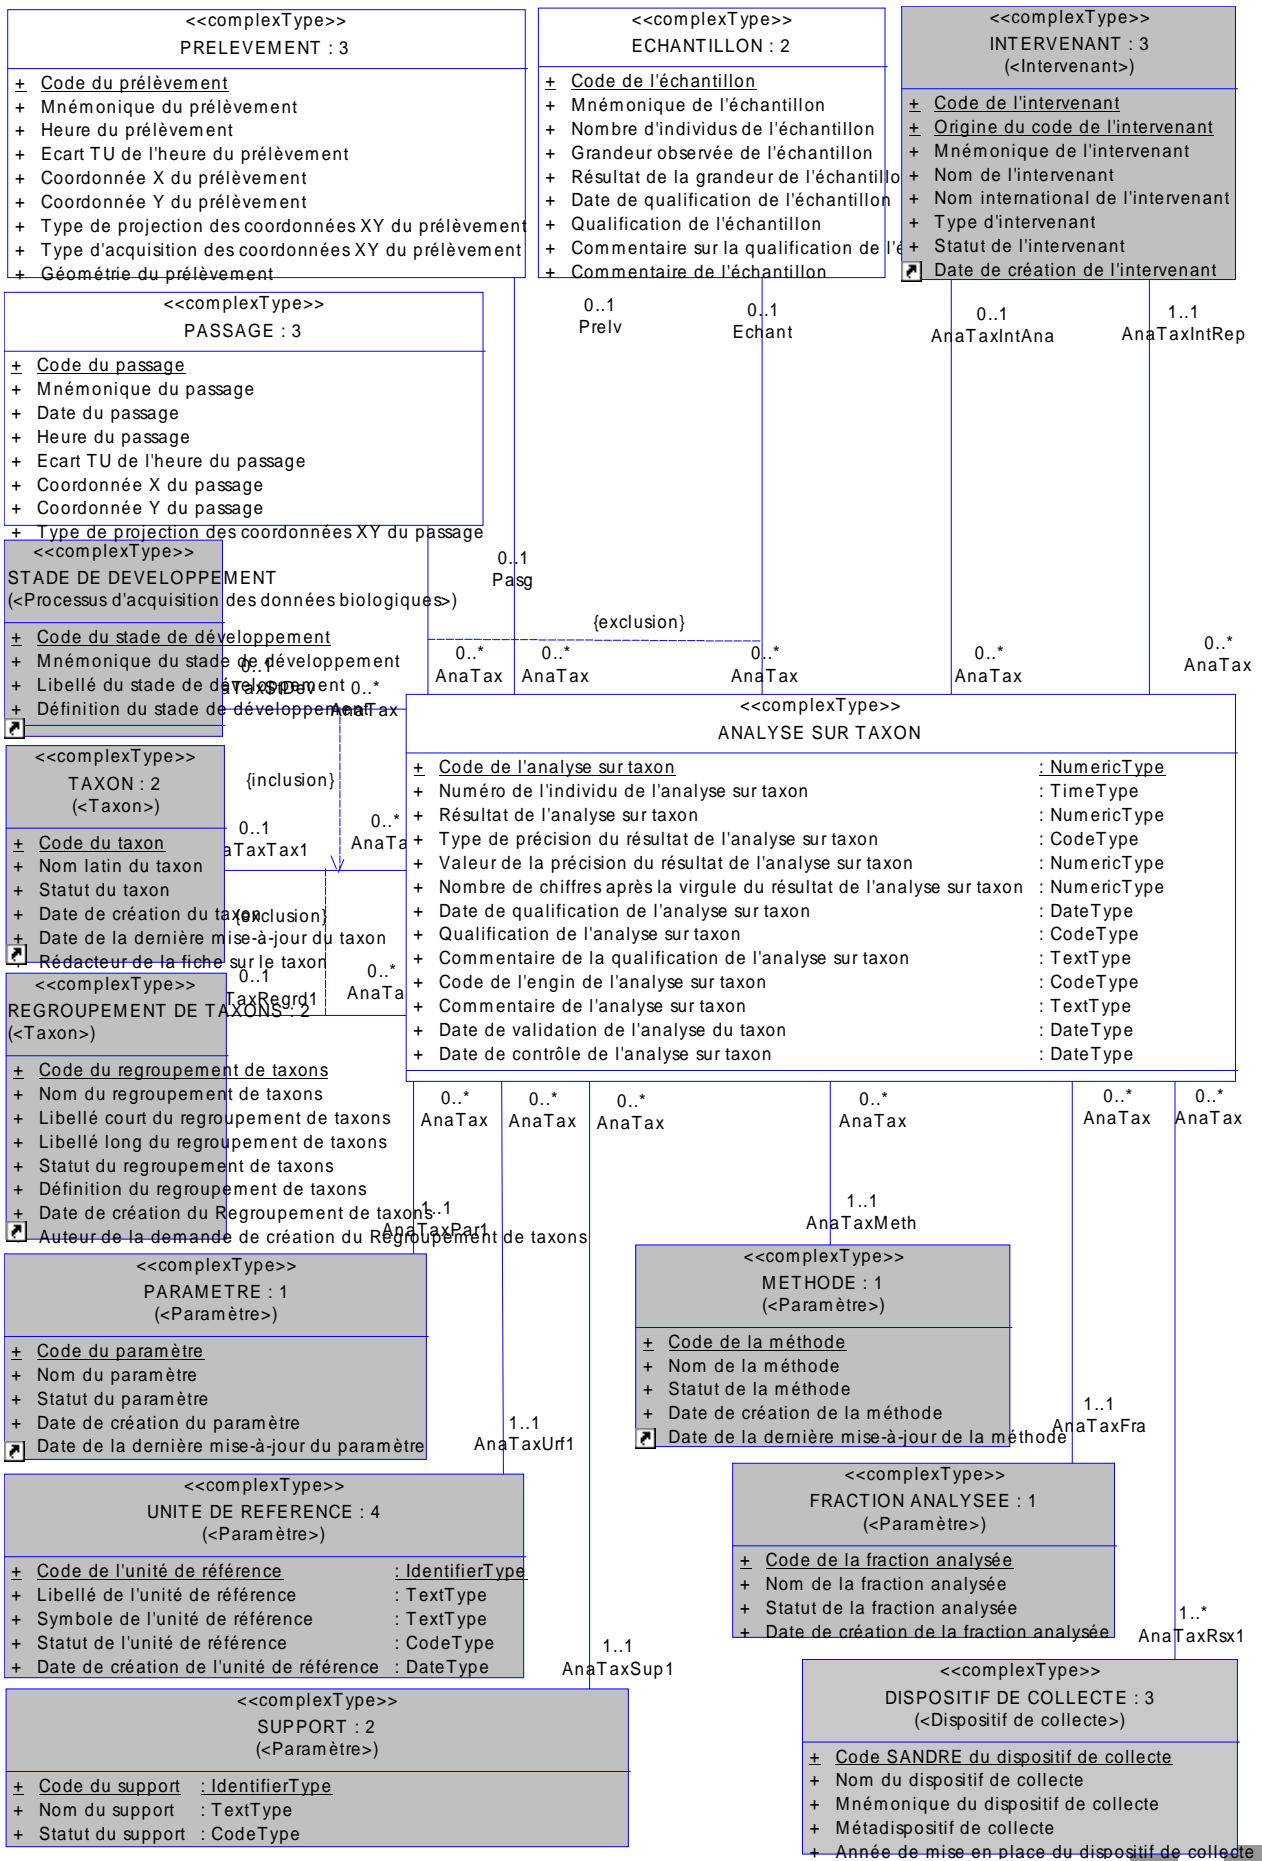 <<complexType>>
PRELEVEMENT : 3
+ Code du prélèvement
+ Mnémonique du prélèvement
+ Heure du prélèvement
+ Ecart TU de l'heure du prélèvement
+ Coordonnée X du prélèvement
+ Coordonnée Y du prélèvement
+ Type de projection des coordonnées XY du prélèvement
+ Type d'acquisition des coordonnées XY du prélèvement
+ Géométrie du prélèvement
<<complexType>>
ECHANTILLON : 2
+ Code de l'échantillon
+ Mnémonique de l'échantillon
+ Nombre d'individus de l'échantillon
+ Grandeur observée de l'échantillon
+ Résultat de la grandeur de l'échantillo
+ Date de qualification de l'échantillon
+ Qualification de l'échantillon
+ Commentaire sur la qualification de l'é
+ Commentaire de l'échantillon
<<complexType>>
INTERVENANT : 3
(<Intervenant>)
+ Code de l'intervenant
+ Origine du code de l'intervenant
+ Mnémonique de l'intervenant
+ Nom de l'intervenant
+ Nom international de l'intervenant
+ Type d'intervenant
+ Statut de l'intervenant
Date de création de l'intervenant
<<complexType>>
PASSAGE : 3
+ Code du passage
+ Mnémonique du passage
+ Date du passage
+ Heure du passage
+ Ecart TU de l'heure du passage
+ Coordonnée X du passage
+ Coordonnée Y du passage
+ Type de projection des coordonnées XY du passage
0..1
Prelv
0..1
Echant
0..1
AnaTaxIntAna
1..1
AnaTaxIntRep
<<complexType>>
STADE DE DEVELOPPEMENT
(<Processus d'acquisition des données biologiques>)
+ Code du stade de développement
+ Mnémonique du stade de développement
+ Libellé du stade de développement
+ Définition du stade de développement
0..1
Pasg
{exclusion}
0..*
AnaTax
0..*
AnaTax
0..*
AnaTax
0..*
AnaTax
0..*
AnaTax
0..1
aTaxStDev
0..*
AnaTax
<<complexType>>
ANALYSE SUR TAXON
+ Code de l'analyse sur taxon : NumericType
+ Numéro de l'individu de l'analyse sur taxon : TimeType
+ Résultat de l'analyse sur taxon : NumericType
+ Type de précision du résultat de l'analyse sur taxon : CodeType
+ Valeur de la précision du résultat de l'analyse sur taxon : NumericType
+ Nombre de chiffres après la virgule du résultat de l'analyse sur taxon : NumericType
+ Date de qualification de l'analyse sur taxon : DateType
+ Qualification de l'analyse sur taxon : CodeType
+ Commentaire de la qualification de l'analyse sur taxon : TextType
+ Code de l'engin de l'analyse sur taxon : CodeType
+ Commentaire de l'analyse sur taxon : TextType
+ Date de validation de l'analyse du taxon : DateType
+ Date de contrôle de l'analyse sur taxon : DateType
<<complexType>>
TAXON : 2
(<Taxon>)
+ Code du taxon
+ Nom latin du taxon
+ Statut du taxon
+ Date de création du taxon
+ Date de la dernière mise-à-jour du taxon
Rédacteur de la fiche sur le taxon
{inclusion}
0..1
aTaxTax1
0..*
AnaTa
{exclusion}
0..1
TaxRegrd1
0..*
AnaTa
<<complexType>>
REGROUPEMENT DE TAXONS : 2
(<Taxon>)
+ Code du regroupement de taxons
+ Nom du regroupement de taxons
+ Libellé court du regroupement de taxons
+ Libellé long du regroupement de taxons
+ Statut du regroupement de taxons
+ Définition du regroupement de taxons
+ Date de création du Regroupement de taxons
Auteur de la demande de création du Regroupement de taxons
0..*
AnaTax
0..*
AnaTax
0..*
AnaTax
0..*
AnaTax
0..*
AnaTax
0..*
AnaTax
1..1
AnaTaxPar1
1..1
AnaTaxMeth
<<complexType>>
PARAMETRE : 1
(<Paramètre>)
+ Code du paramètre
+ Nom du paramètre
+ Statut du paramètre
+ Date de création du paramètre
Date de la dernière mise-à-jour du paramètre
<<complexType>>
METHODE : 1
(<Paramètre>)
+ Code de la méthode
+ Nom de la méthode
+ Statut de la méthode
+ Date de création de la méthode
Date de la dernière mise-à-jour de la méthode
1..1
AnaTaxUrf1
1..1
AnaTaxFra
<<complexType>>
UNITE DE REFERENCE : 4
(<Paramètre>)
+ Code de l'unité de référence : IdentifierType
+ Libellé de l'unité de référence : TextType
+ Symbole de l'unité de référence : TextType
+ Statut de l'unité de référence : CodeType
+ Date de création de l'unité de référence : DateType
<<complexType>>
FRACTION ANALYSEE : 1
(<Paramètre>)
+ Code de la fraction analysée
+ Nom de la fraction analysée
+ Statut de la fraction analysée
+ Date de création de la fraction analysée
1..1
AnaTaxSup1
1..*
AnaTaxRsx1
<<complexType>>
SUPPORT : 2
(<Paramètre>)
+ Code du support : IdentifierType
+ Nom du support : TextType
+ Statut du support : CodeType
<<complexType>>
DISPOSITIF DE COLLECTE : 3
(<Dispositif de collecte>)
+ Code SANDRE du dispositif de collecte
+ Nom du dispositif de collecte
+ Mnémonique du dispositif de collecte
+ Métadispositif de collecte
+ Année de mise en place du dispositif de collecte